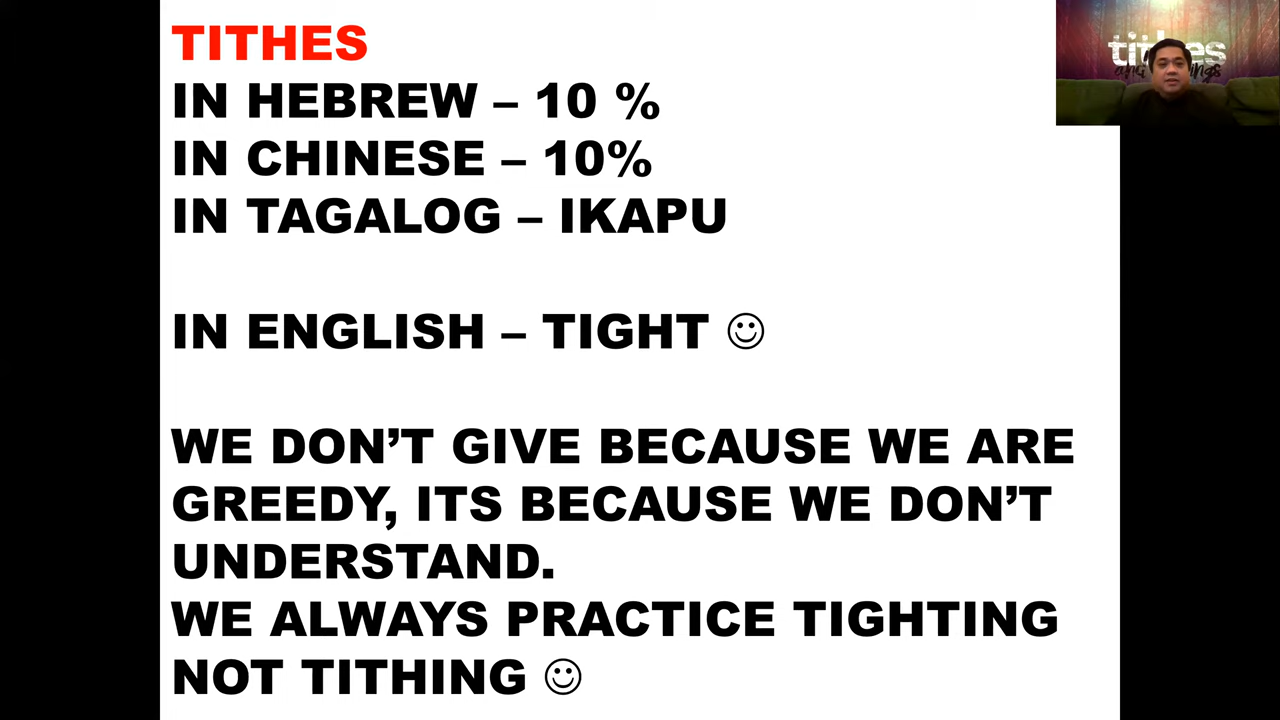 TITHES
IN HEBREW – 10 %
IN CHINESE – 10%
IN TAGALOG – IKAPU
IN ENGLISH – TIGHT ☺
WE DON’T GIVE BECAUSE WE ARE
GREEDY, ITS BECAUSE WE DON’T
UNDERSTAND.
WE ALWAYS PRACTICE TIGHTING
NOT TITHING ☺
tithes